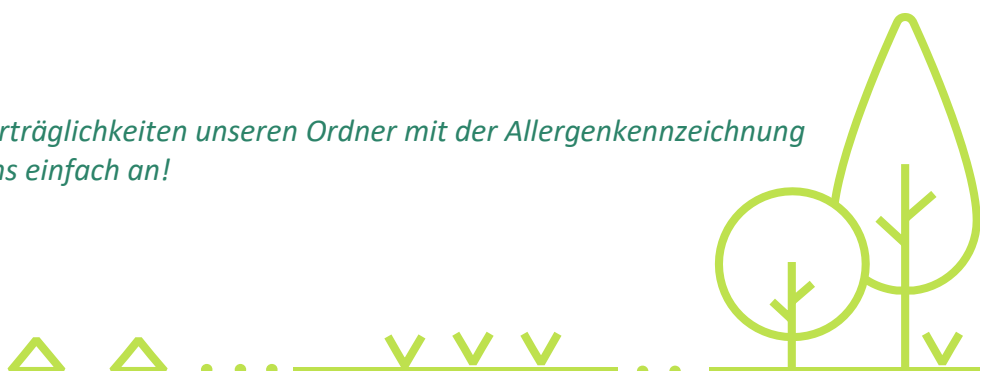 rträglichkeiten unseren Ordner mit der Allergenkennzeichnung
ns einfach an!